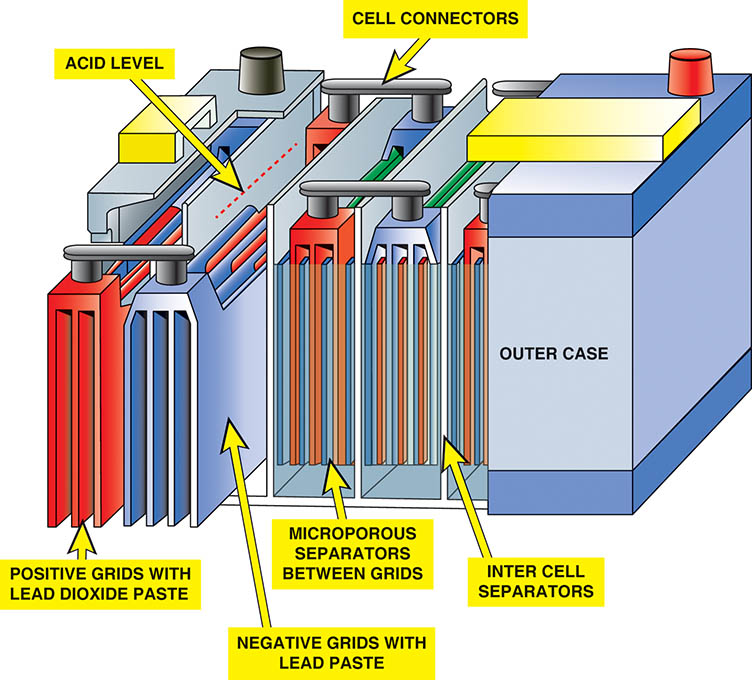 CELL CONNECTORS
ACID LEVEL
OUTER CASE
MICROPOROUS
SEPARATORS
BETWEEN GRIDS
INTER CELL
SEPARATORS
POSITIVE GRIDS WITH
LEAD DIOXIDE PASTE
NEGATIVE GRIDS WITH
LEAD PASTE